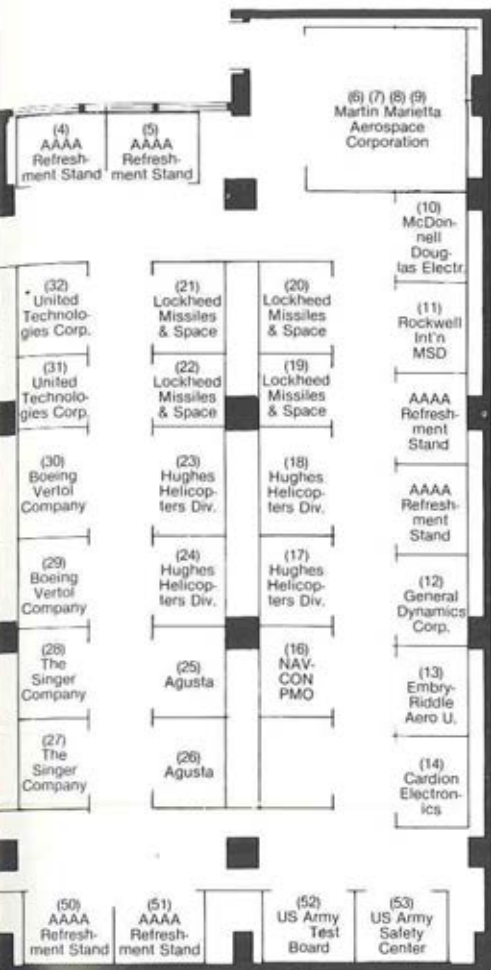 (6) (7) (8) (9)
Martin Marietta
Aerospace
Corporation
(4)
AAAA
Refresh-
ment Stand
(5)
AAAA
Refresh-
ment Stand
(10)
McDon-
nell
Doug-
las Electr.
(32)
United
Technolo-
gies Corp.
(21)
Lockheed
Missiles
& Space
(20)
Lockheed
Missiles
& Space
(11)
Rockwell
Int'n
MSD
(31)
United
Technolo-
gies Corp.
(22)
Lockheed
Missiles
& Space
(19)
Lockheed
Missiles
& Space
AAAA
Refresh-
ment
Stand
(30)
Boeing
Vertol
Company
(23)
Hughes
Helicop-
ters Div.
(18)
Hughes
Helicop-
ters Div.
AAAA
Refresh-
ment
Stand
(29)
Boeing
Vertol
Company
(24)
Hughes
Helicop-
ters Div.
(17)
Hughes
Helicop-
ters Div.
(12)
General
Dynamics
Corp.
(28)
The
Singer
Company
(25)
Agusta
(16)
NAV-
CON
PMO
(13)
Embry-
Riddle
Aero U.
(27)
The
Singer
Company
(26)
Agusta
(14)
Cardion
Electron-
ics
(50)
AAAA
Refresh-
ment Stand
(51)
AAAA
Refresh-
ment Stand
(52)
US Army
Test
Board
(53)
US Army
Safety
Center